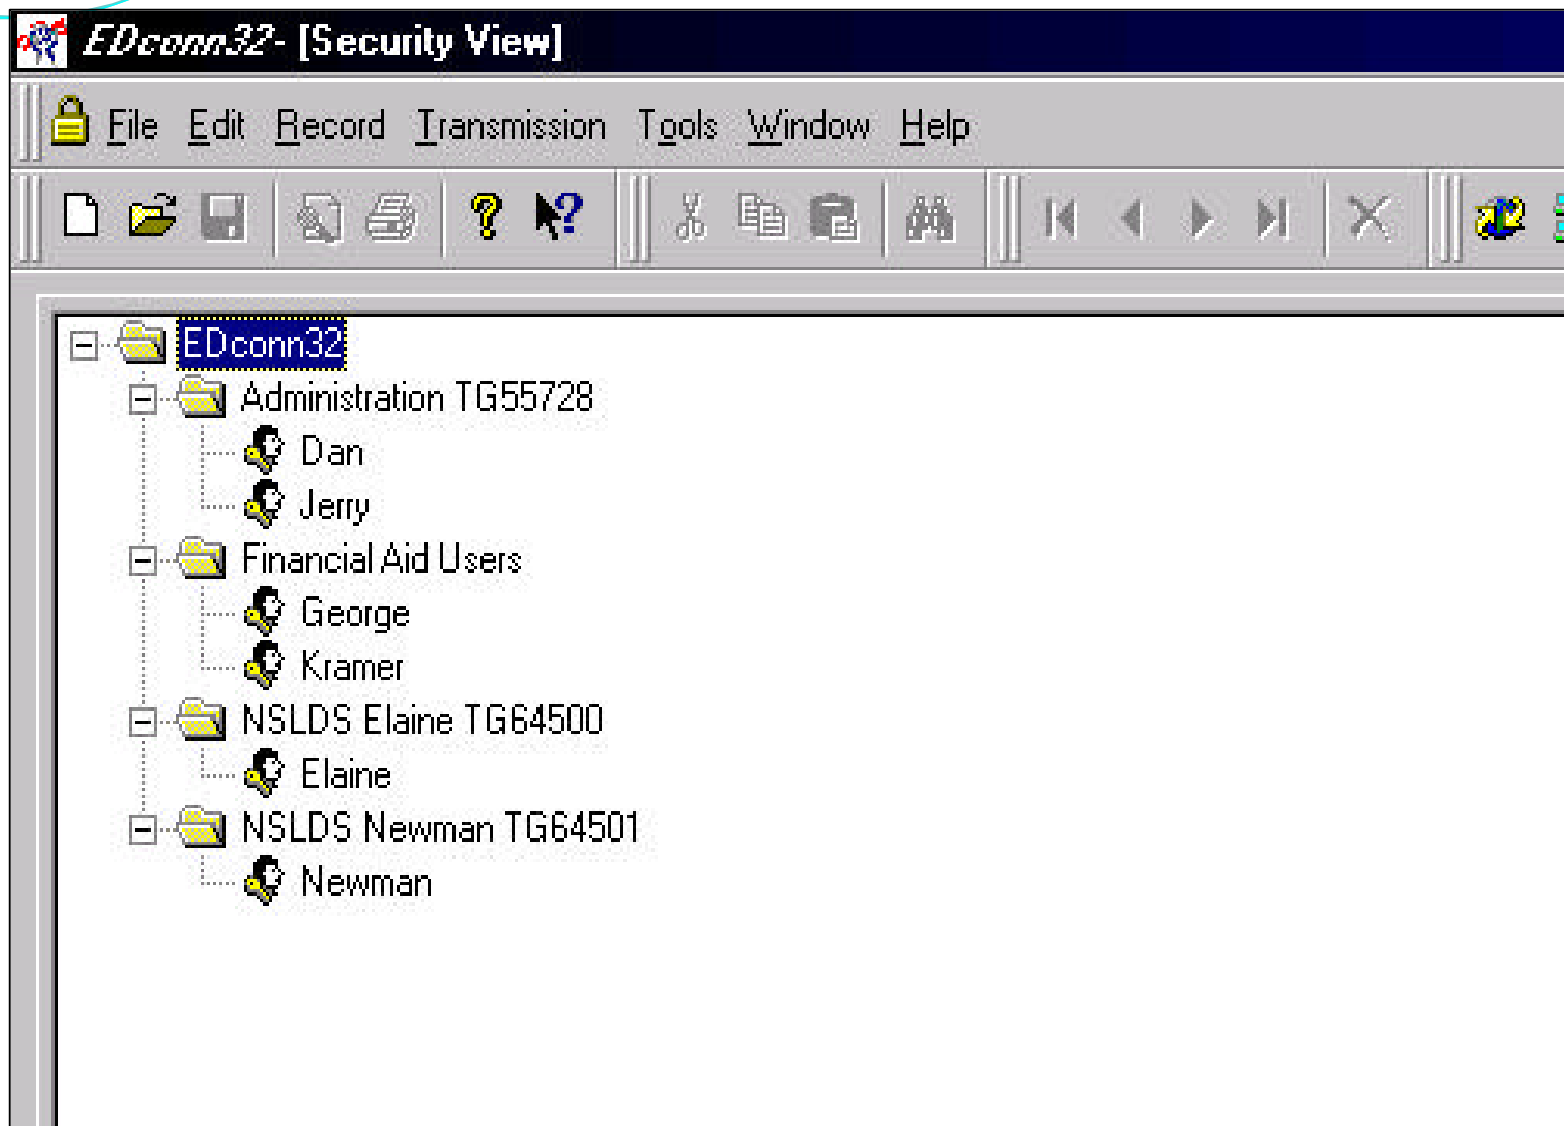 EDconn32- [Security View]
File Edit Record Transmission Tools Window Help
EDconn32
Administration TG55728
Dan
Jerry
Financial Aid Users
George
Kramer
NSLDS Elaine TG64500
Elaine
NSLDS Newman TG64501
Newman